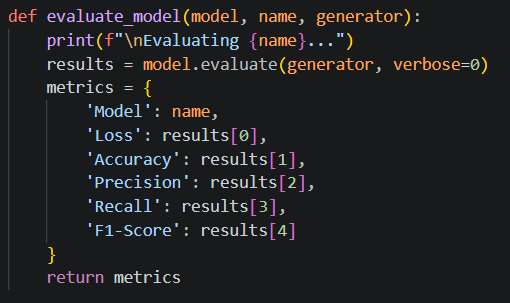 def evaluate_model(model, name, generator):
    print(f"\nEvaluating {name}...")
    results = model.evaluate(generator, verbose=0)
    metrics = {
        'Model': name,
        'Loss': results[0],
        'Accuracy': results[1],
        'Precision': results[2],
        'Recall': results[3],
        'F1-Score': results[4]
    }
    return metrics